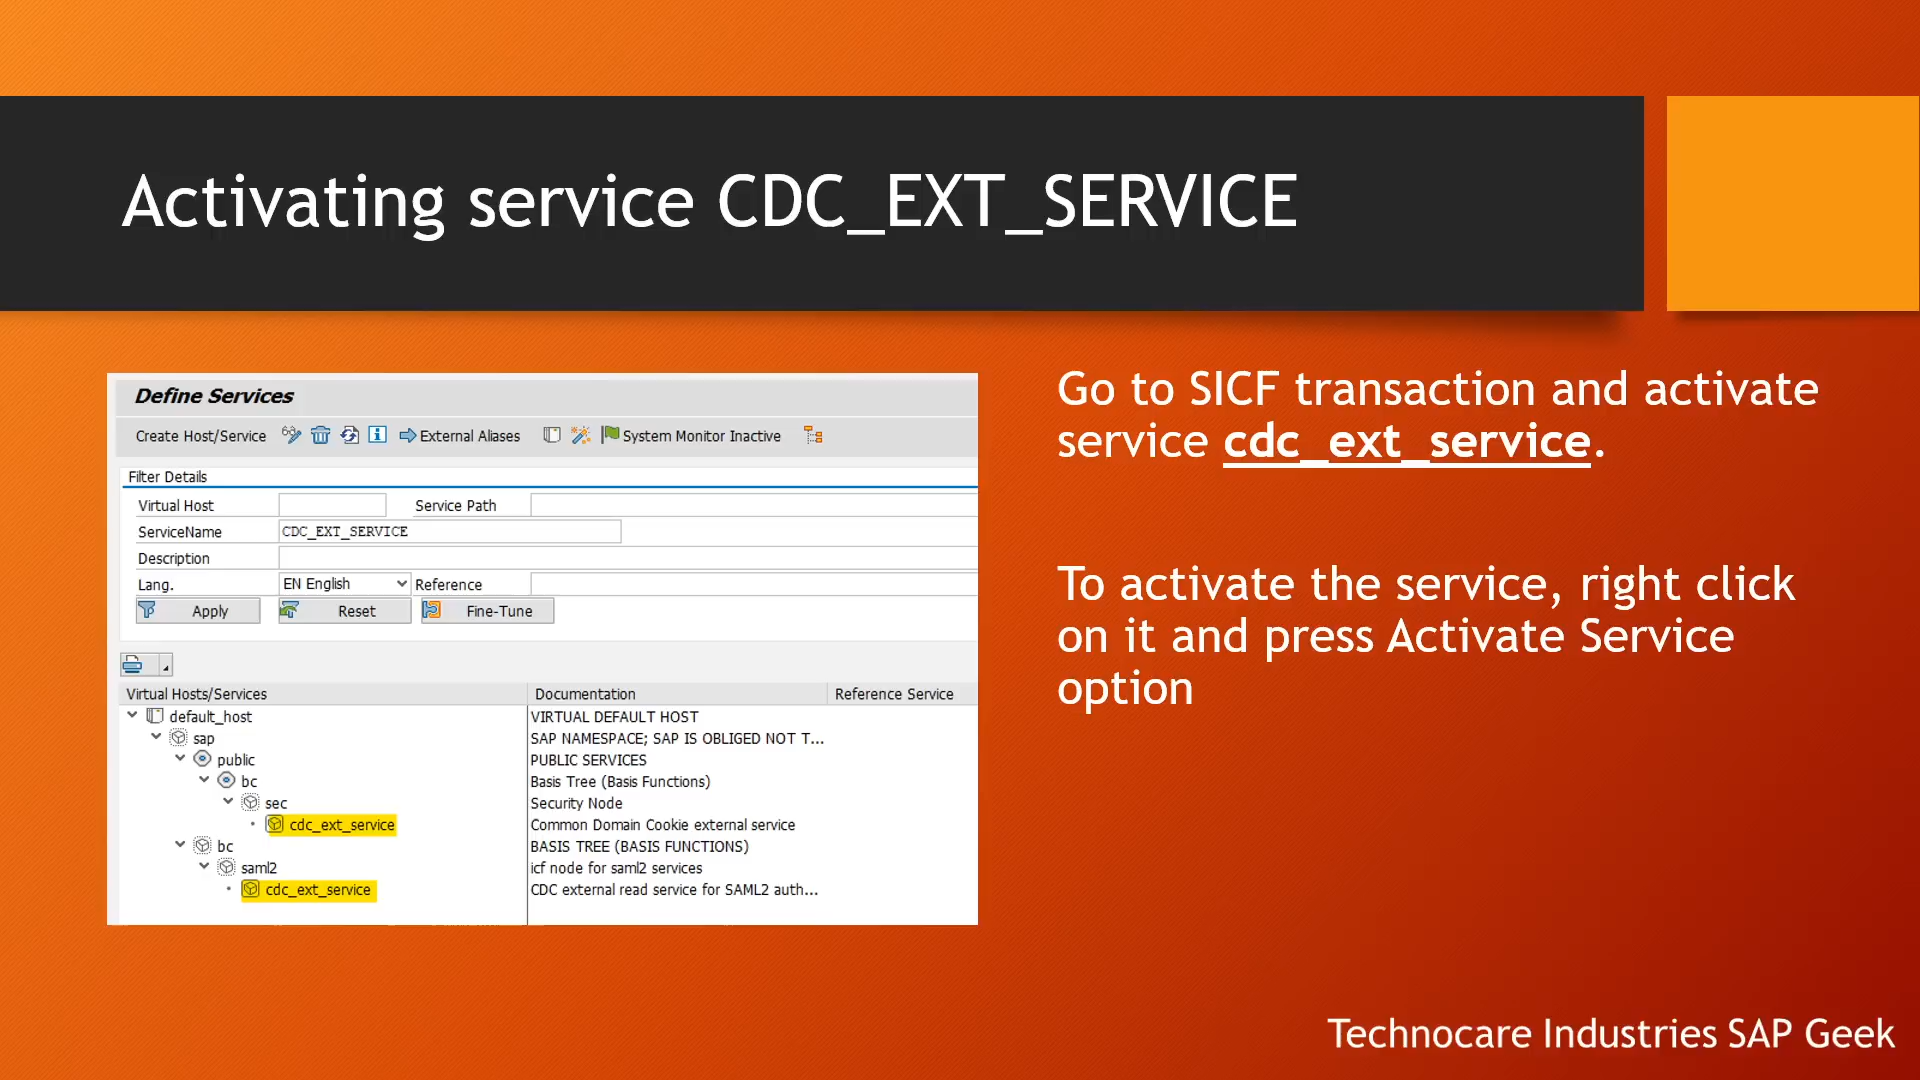 Activating service CDC_EXT_SERVICE
Define Services
Create Host/Service External Aliases System Monitor Inactive
Filter Details
Virtual Host Service Path
ServiceName CDC_EXT_SERVICE
Description
Lang. EN English Reference
Apply Reset Fine-Tune
Virtual Hosts/Services Documentation Reference Service
default_host VIRTUAL DEFAULT HOST
sap SAP NAMESPACE; SAP IS OBLIGED NOT T...
public PUBLIC SERVICES
bc Basis Tree (Basis Functions)
sec Security Node
cdc_ext_service Common Domain Cookie external service
bc BASIS TREE (BASIS FUNCTIONS)
saml2 icf node for saml2 services
cdc_ext_service CDC external read service for SAML2 auth...
Go to SICF transaction and activate
service cdc_ext_service.
To activate the service, right click
on it and press Activate Service
option
Technocare Industries SAP Geek